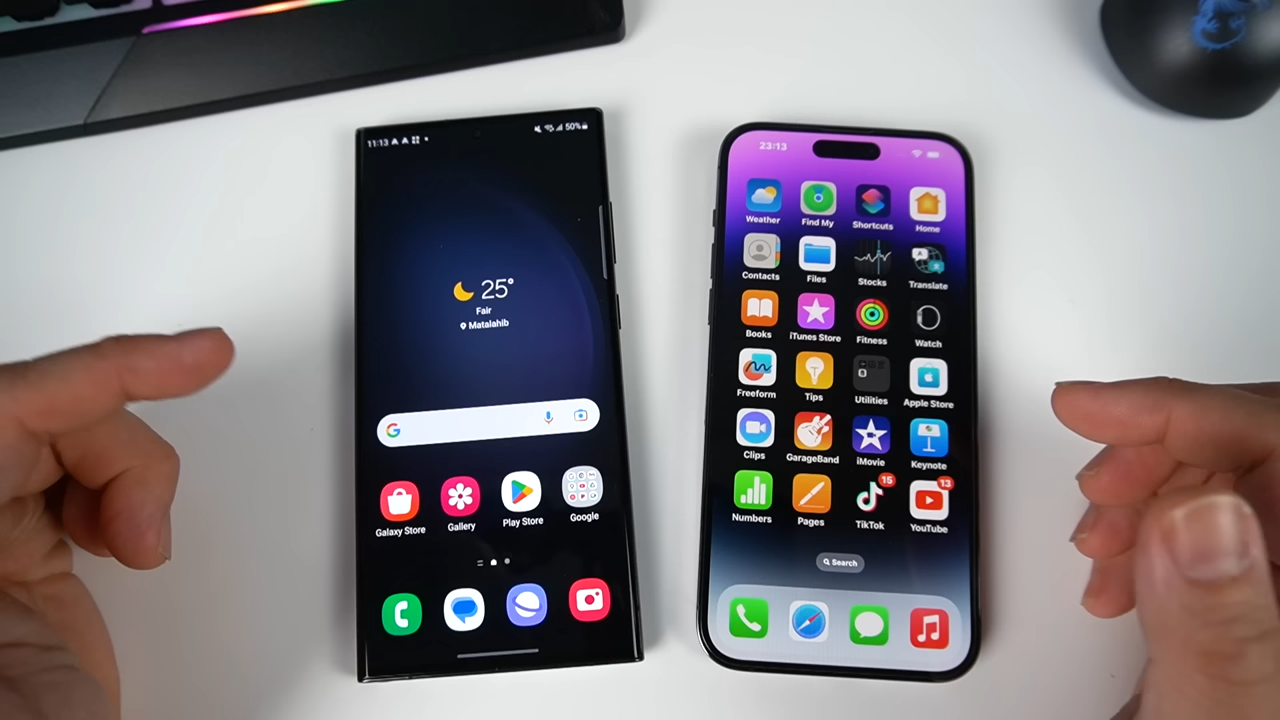 11:13
50%
25°
Fair
Matalahib
Galaxy Store
Gallery
Play Store
Google
23:13
Weather
Find My
Shortcuts
Home
Contacts
Files
Stocks
Translate
Books
iTunes Store
Fitness
Watch
Freeform
Tips
Utilities
Apple Store
Clips
GarageBand
iMovie
Keynote
15
13
Numbers
Pages
TikTok
YouTube
Search